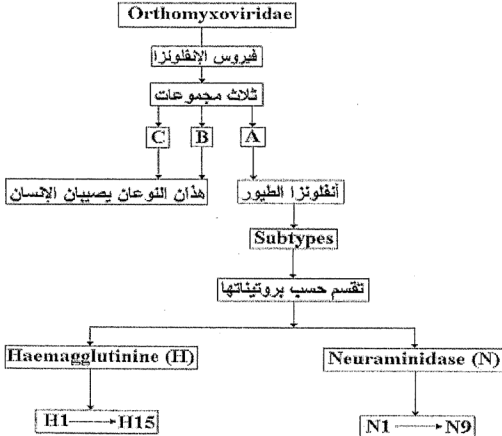 Orthomyxoviridae
فيروس الإنفلونزا
ثلاث مجموعات
A B C
أنفلونزا الطيور
هذان النوعان يصيبان الإنسان
Subtypes
تقسم حسب بروتيناتها
Haemagglutinine (H)
Neuraminidase (N)
H1 → H15
N1 → N9